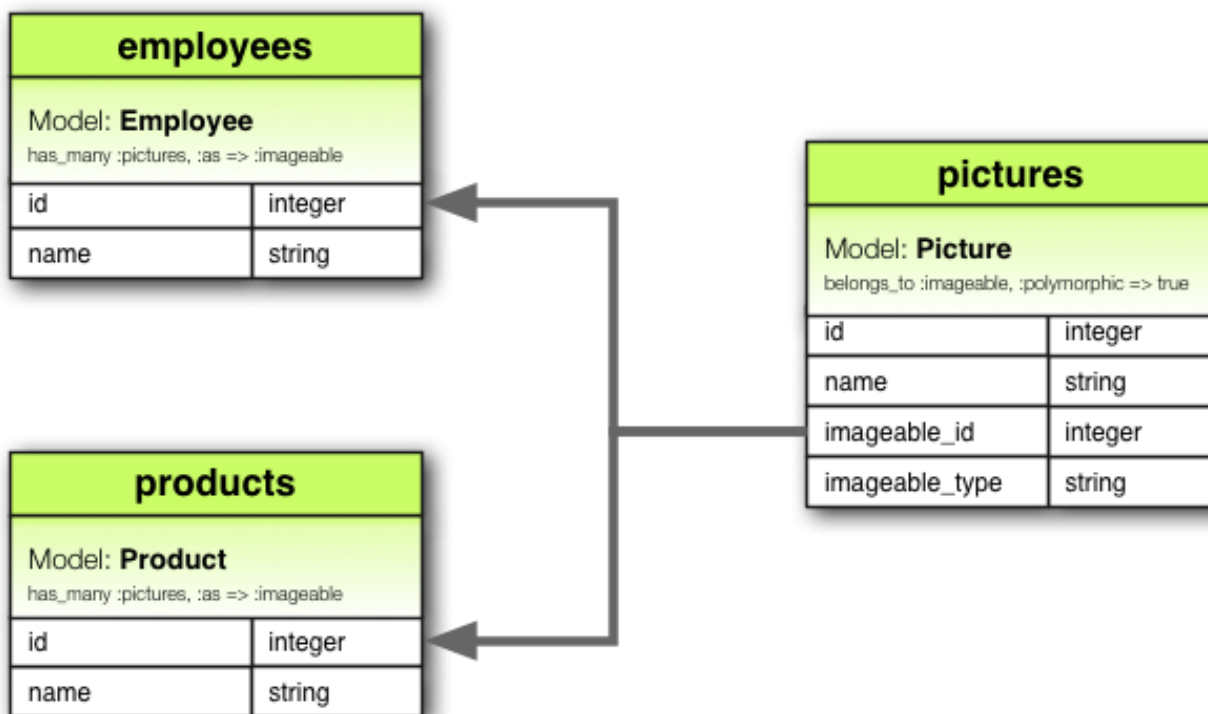 employees
Model: Employee
has_many :pictures, :as => :imageable
id integer
name string
pictures
Model: Picture
belongs_to :imageable, :polymorphic => true
id integer
name string
imageable_id integer
imageable_type string
products
Model: Product
has_many :pictures, :as => :imageable
id integer
name string